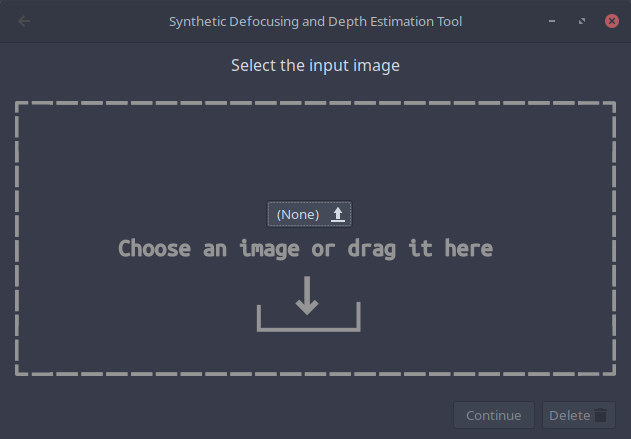 Synthetic Defocusing and Depth Estimation Tool
Select the input image
(None)
Choose an image or drag it here
Continue
Delete